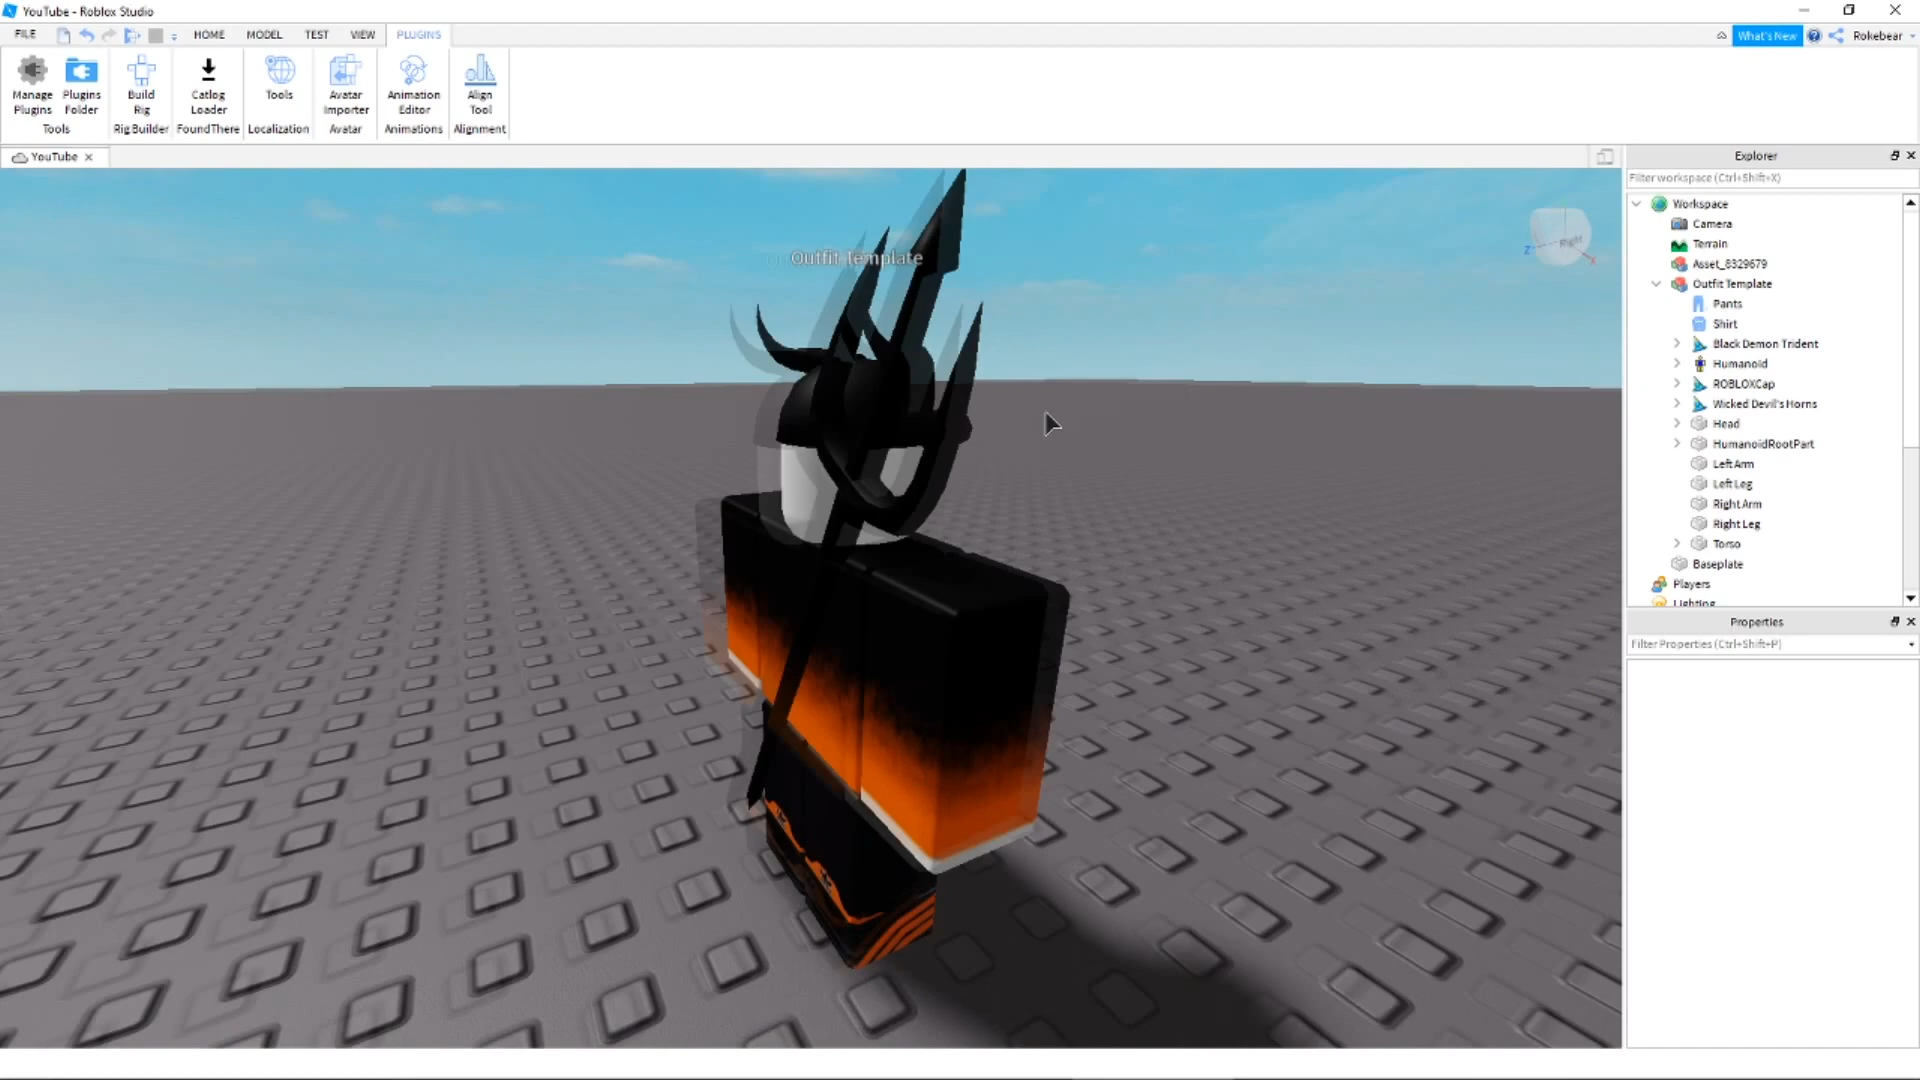 YouTube - Roblox Studio
FILE HOME MODEL TEST VIEW PLUGINS What's New Rokebear
Manage Plugins Plugins Folder Build Rig Catlog Loader Tools Avatar Importer Animation Editor Align Tool
Tools Rig Builder FoundThere Localization Avatar Animations Alignment
YouTube
Outfit Template
Right
Z
X
Explorer
Filter workspace (Ctrl+Shift+X)
Workspace
Camera
Terrain
Asset_8329679
Outfit Template
Pants
Shirt
Black Demon Trident
Humanoid
ROBLOXCap
Wicked Devil's Horns
Head
HumanoidRootPart
Left Arm
Left Leg
Right Arm
Right Leg
Torso
Baseplate
Players
Lighting
Properties
Filter Properties (Ctrl+Shift+P)